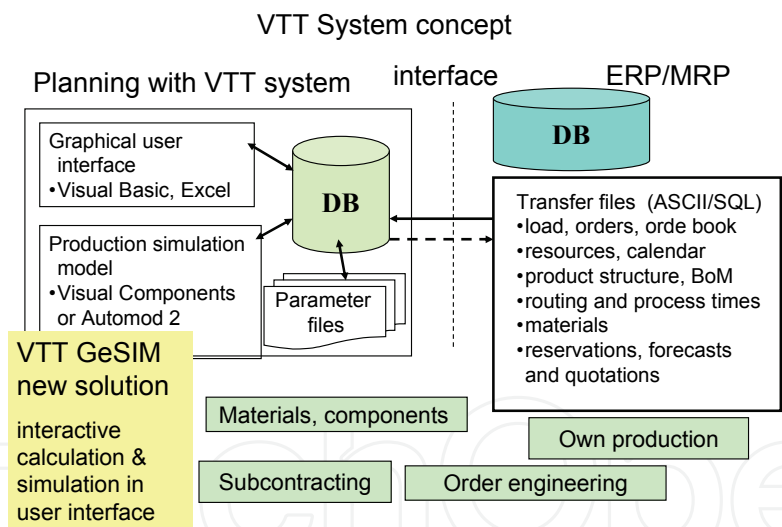 VTT System concept
Planning with VTT system
interface
ERP/MRP
Graphical user
interface
•Visual Basic, Excel
DB
DB
Production simulation
model
•Visual Components
or Automod 2
Parameter
files
Transfer files (ASCII/SQL)
•load, orders, orde book
•resources, calendar
•product structure, BoM
•routing and process times
•materials
•reservations, forecasts
and quotations
VTT GeSIM
new solution
interactive
calculation &
simulation in
user interface
Materials, components
Own production
Subcontracting
Order engineering